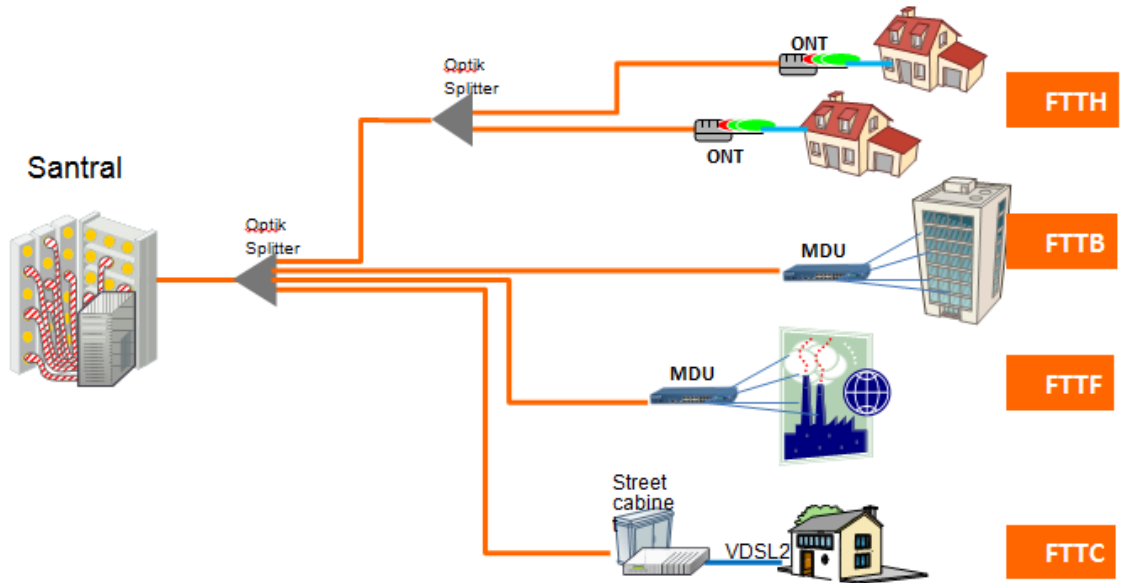 ONT
FTTH
Optik
Splitter
ONT
Santral
Optik
Splitter
MDU
FTTB
MDU
FTTF
Street
cabine
t
VDSL2
FTTC